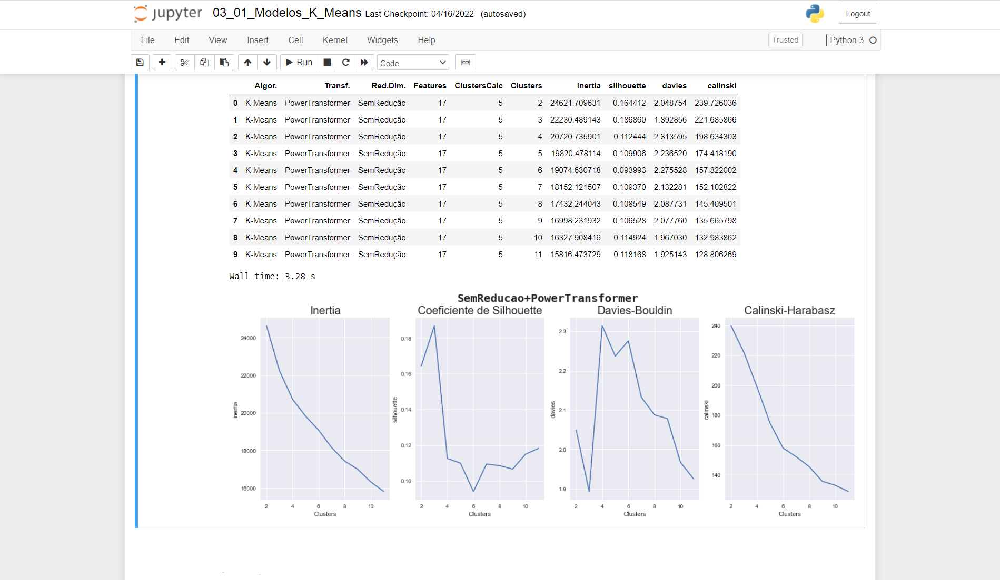 jupyter 03_01_Modelos_K_Means Last Checkpoint: 04/16/2022 (autosaved) Logout
File Edit View Insert Cell Kernel Widgets Help Trusted Python 3
Run Code
Algor. Transf. Red.Dim. Features ClustersCalc Clusters inertia silhouette davies calinski
0 K-Means PowerTransformer SemRedução 17 5 2 24621.709631 0.164412 2.048754 239.726036
1 K-Means PowerTransformer SemRedução 17 5 3 22230.489143 0.186860 1.892856 221.685866
2 K-Means PowerTransformer SemRedução 17 5 4 20720.735901 0.112444 2.313595 198.634303
3 K-Means PowerTransformer SemRedução 17 5 5 19820.478114 0.109906 2.236520 174.418190
4 K-Means PowerTransformer SemRedução 17 5 6 19074.630718 0.093993 2.275528 157.822002
5 K-Means PowerTransformer SemRedução 17 5 7 18152.121507 0.109370 2.132281 152.102822
6 K-Means PowerTransformer SemRedução 17 5 8 17432.244043 0.108549 2.087731 145.409501
7 K-Means PowerTransformer SemRedução 17 5 9 16998.231932 0.106528 2.077760 135.665798
8 K-Means PowerTransformer SemRedução 17 5 10 16327.908416 0.114924 1.967030 132.983862
9 K-Means PowerTransformer SemRedução 17 5 11 15816.473729 0.118168 1.925143 128.806269
Wall time: 3.28 s
SemReducao+PowerTransformer
Inertia
24000
22000
20000
18000
16000
inertia
2 4 6 8 10
Clusters
Coeficiente de Silhouette
0.18
0.16
0.14
0.12
0.10
silhouette
2 4 6 8 10
Clusters
Davies-Bouldin
2.3
2.2
2.1
2.0
1.9
davies
2 4 6 8 10
Clusters
Calinski-Harabasz
240
220
200
180
160
140
calinski
2 4 6 8 10
Clusters